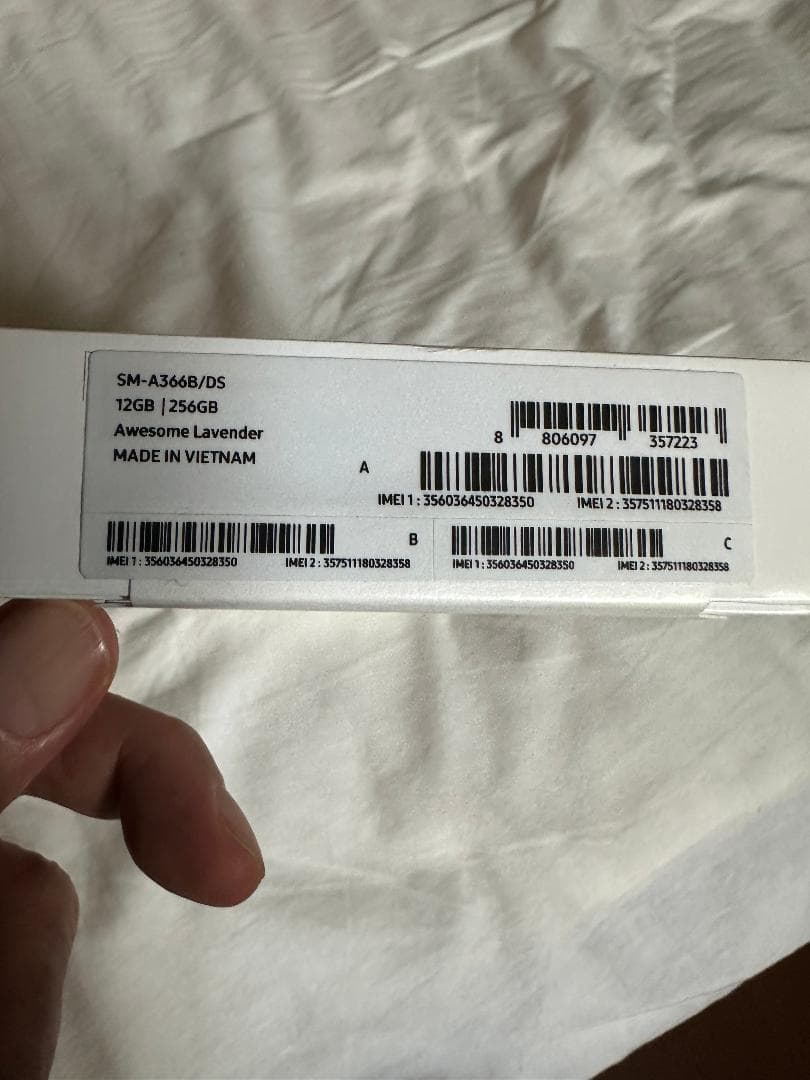 SM-A366B/DS
12GB | 256GB
Awesome Lavender
MADE IN VIETNAM
8 806097 357223
A
IMEI 1 : 356036450328350 IMEI 2 : 357511180328358
B
IMEI 1 : 356036450328350 IMEI 2 : 357511180328358
C
IMEI 1 : 356036450328350 IMEI 2 : 357511180328358